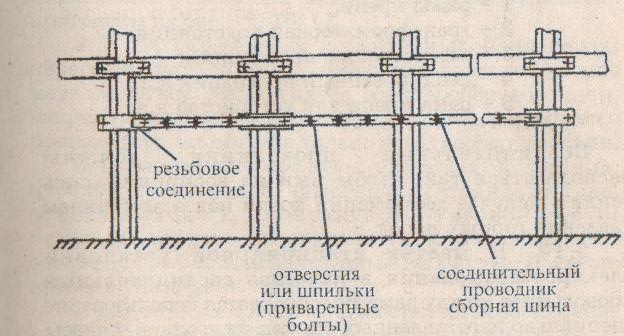 резьбовое
соединение
отверстия
или шпильки
(приваренные
болты)
соединительный
проводник
сборная шина